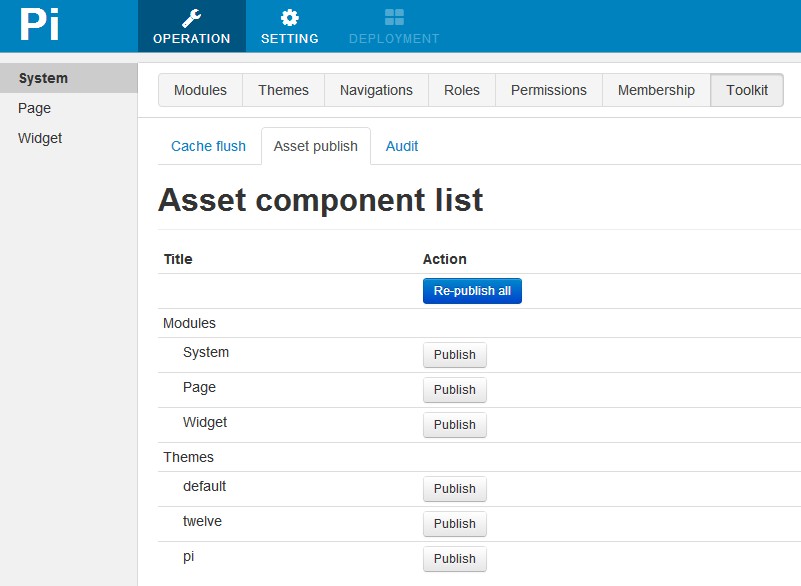 Pi
OPERATION SETTING DEPLOYMENT
System
Page
Widget
Modules Themes Navigations Roles Permissions Membership Toolkit
Cache flush Asset publish Audit
Asset component list
Title Action
Re-publish all
Modules
System Publish
Page Publish
Widget Publish
Themes
default Publish
twelve Publish
pi Publish